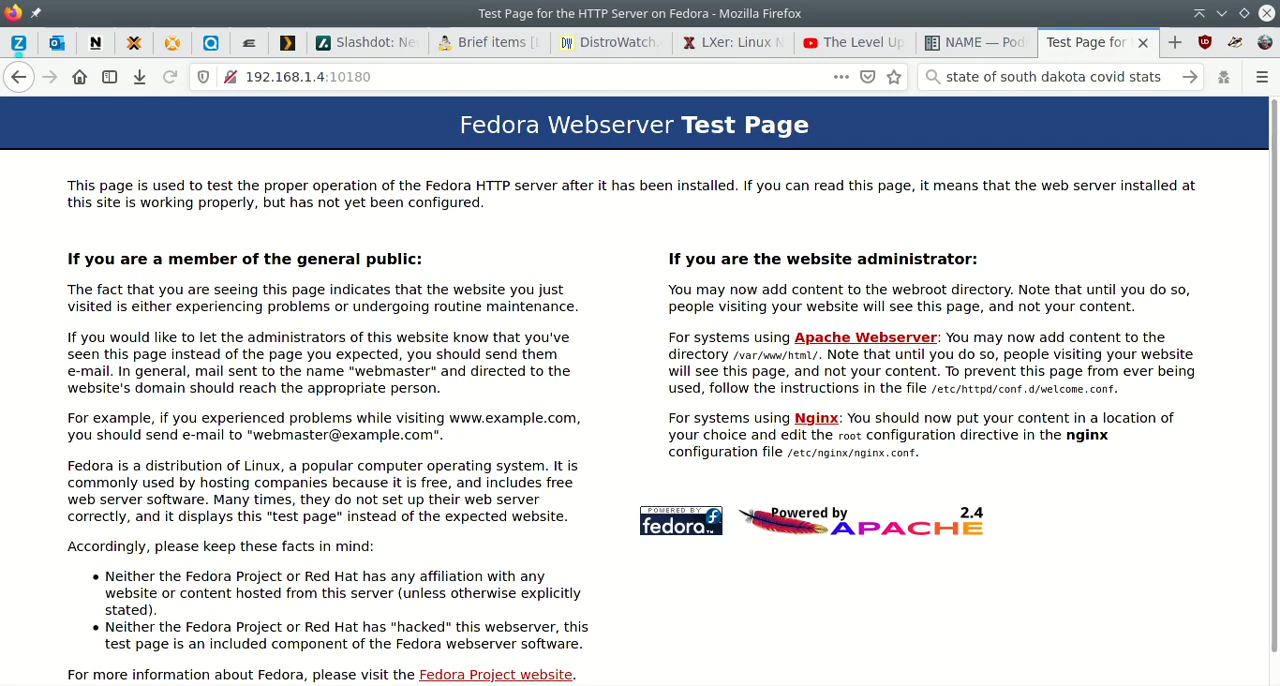 Test Page for the HTTP Server on Fedora - Mozilla Firefox
Slashdot: Ne
Brief items [L
DistroWatch.
LXer: Linux N
The Level Up
NAME — Pod
Test Page for
192.168.1.4:10180
state of south dakota covid stats
Fedora Webserver Test Page
This page is used to test the proper operation of the Fedora HTTP server after it has been installed. If you can read this page, it means that the web server installed at
this site is working properly, but has not yet been configured.
If you are a member of the general public:
The fact that you are seeing this page indicates that the website you just
visited is either experiencing problems or undergoing routine maintenance.
If you would like to let the administrators of this website know that you've
seen this page instead of the page you expected, you should send them
e-mail. In general, mail sent to the name "webmaster" and directed to the
website's domain should reach the appropriate person.
For example, if you experienced problems while visiting www.example.com,
you should send e-mail to "webmaster@example.com".
Fedora is a distribution of Linux, a popular computer operating system. It is
commonly used by hosting companies because it is free, and includes free
web server software. Many times, they do not set up their web server
correctly, and it displays this "test page" instead of the expected website.
Accordingly, please keep these facts in mind:
• Neither the Fedora Project or Red Hat has any affiliation with any
website or content hosted from this server (unless otherwise explicitly
stated).
• Neither the Fedora Project or Red Hat has "hacked" this webserver, this
test page is an included component of the Fedora webserver software.
For more information about Fedora, please visit the Fedora Project website.
If you are the website administrator:
You may now add content to the webroot directory. Note that until you do so,
people visiting your website will see this page, and not your content.
For systems using Apache Webserver: You may now add content to the
directory /var/www/html/. Note that until you do so, people visiting your website
will see this page, and not your content. To prevent this page from ever being
used, follow the instructions in the file /etc/httpd/conf.d/welcome.conf.
For systems using Nginx: You should now put your content in a location of
your choice and edit the root configuration directive in the nginx
configuration file /etc/nginx/nginx.conf.
POWERED BY
fedora
Powered by 2.4
APACHE